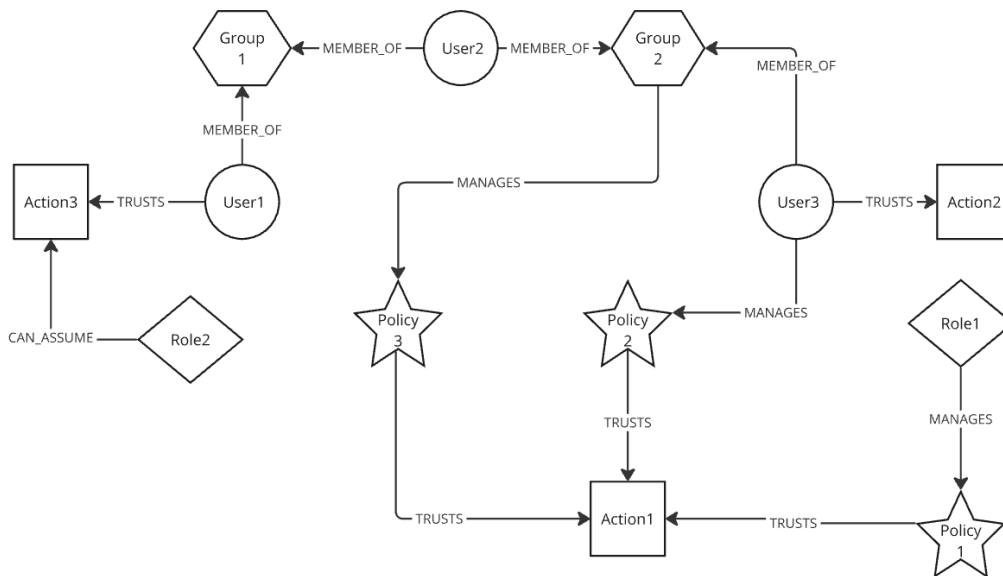 Group
1
MEMBER_OF
User2
MEMBER_OF
Group
2
MEMBER_OF
MEMBER_OF
MANAGES
Action3
TRUSTS
User1
User3
TRUSTS
Action2
CAN_ASSUME
Role2
Policy
3
Policy
2
MANAGES
Role1
TRUSTS
MANAGES
TRUSTS
Action1
TRUSTS
Policy
1